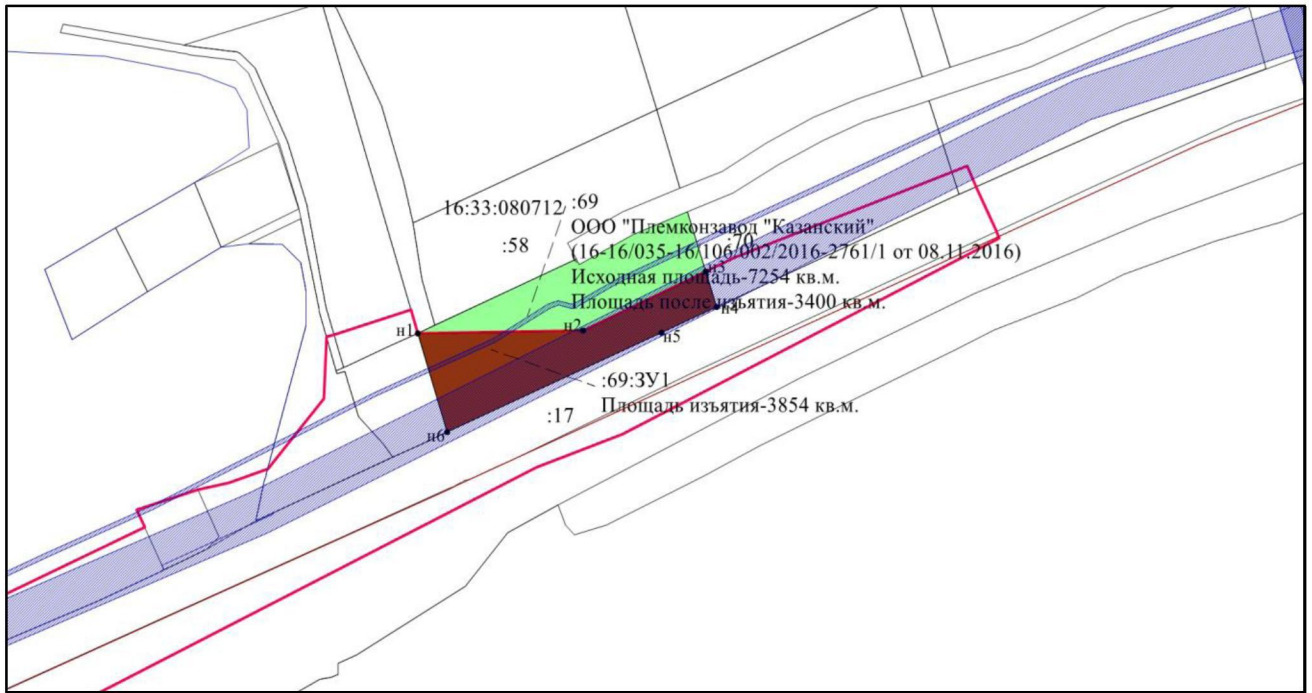 16:33:080712 :69
ООО "Племконзавод "Казанский"
:58
:70
(16-16/035-16/106/002/2016-2761/1 от 08.11.2016)
н3
Исходная площадь-7254 кв.м.
Площадь после изъятия-3400 кв.м.
н4
н1
н2
н5
:69:ЗУ1
Площадь изъятия-3854 кв.м.
:17
н6